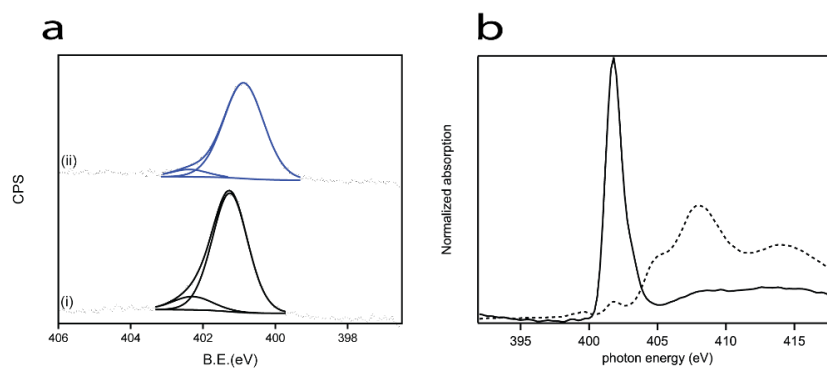 a
CPS
(ii)
(i)
406
404
402
400
398
B.E.(eV)
b
Normalized absorption
395
400
405
410
415
photon energy (eV)